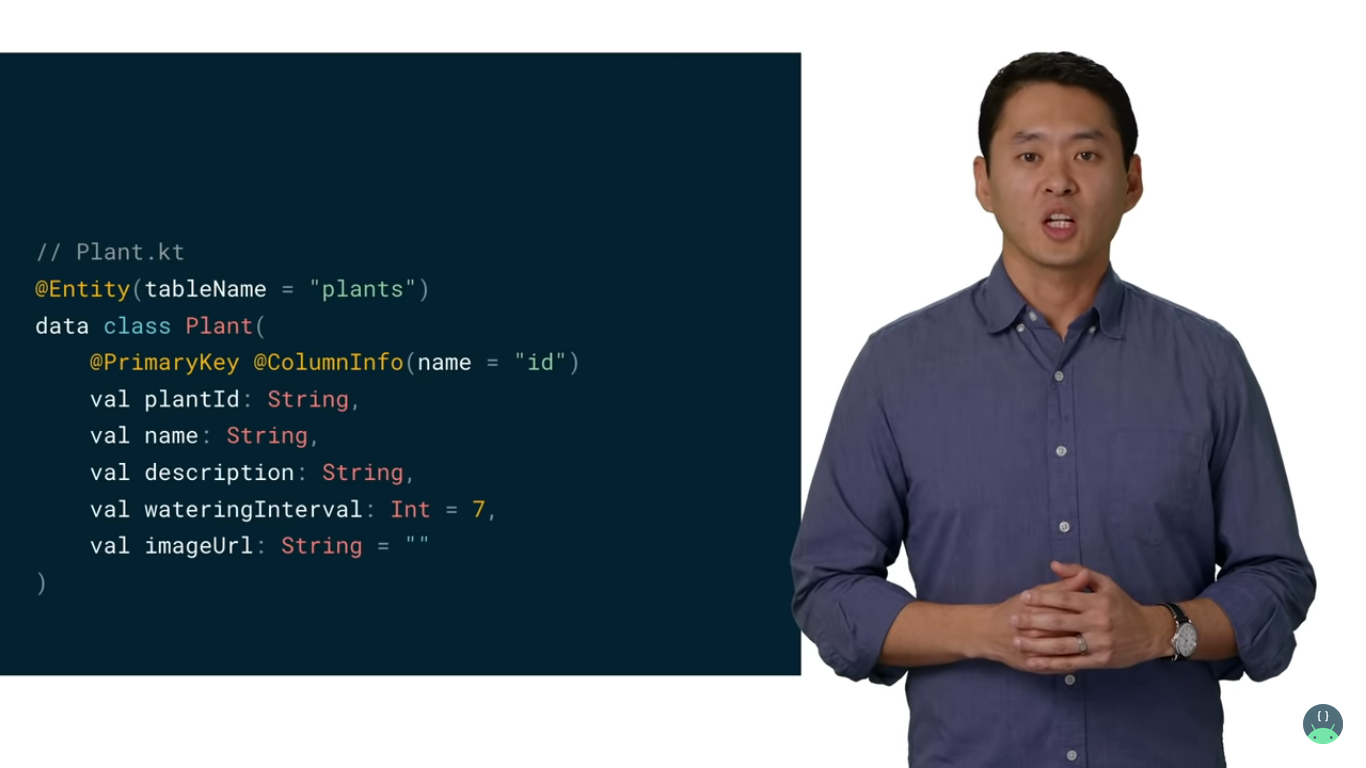 // Plant.kt
@Entity(tableName = "plants")
data class Plant(
    @PrimaryKey @ColumnInfo(name = "id")
    val plantId: String,
    val name: String,
    val description: String,
    val wateringInterval: Int = 7,
    val imageUrl: String = ""
)
{}